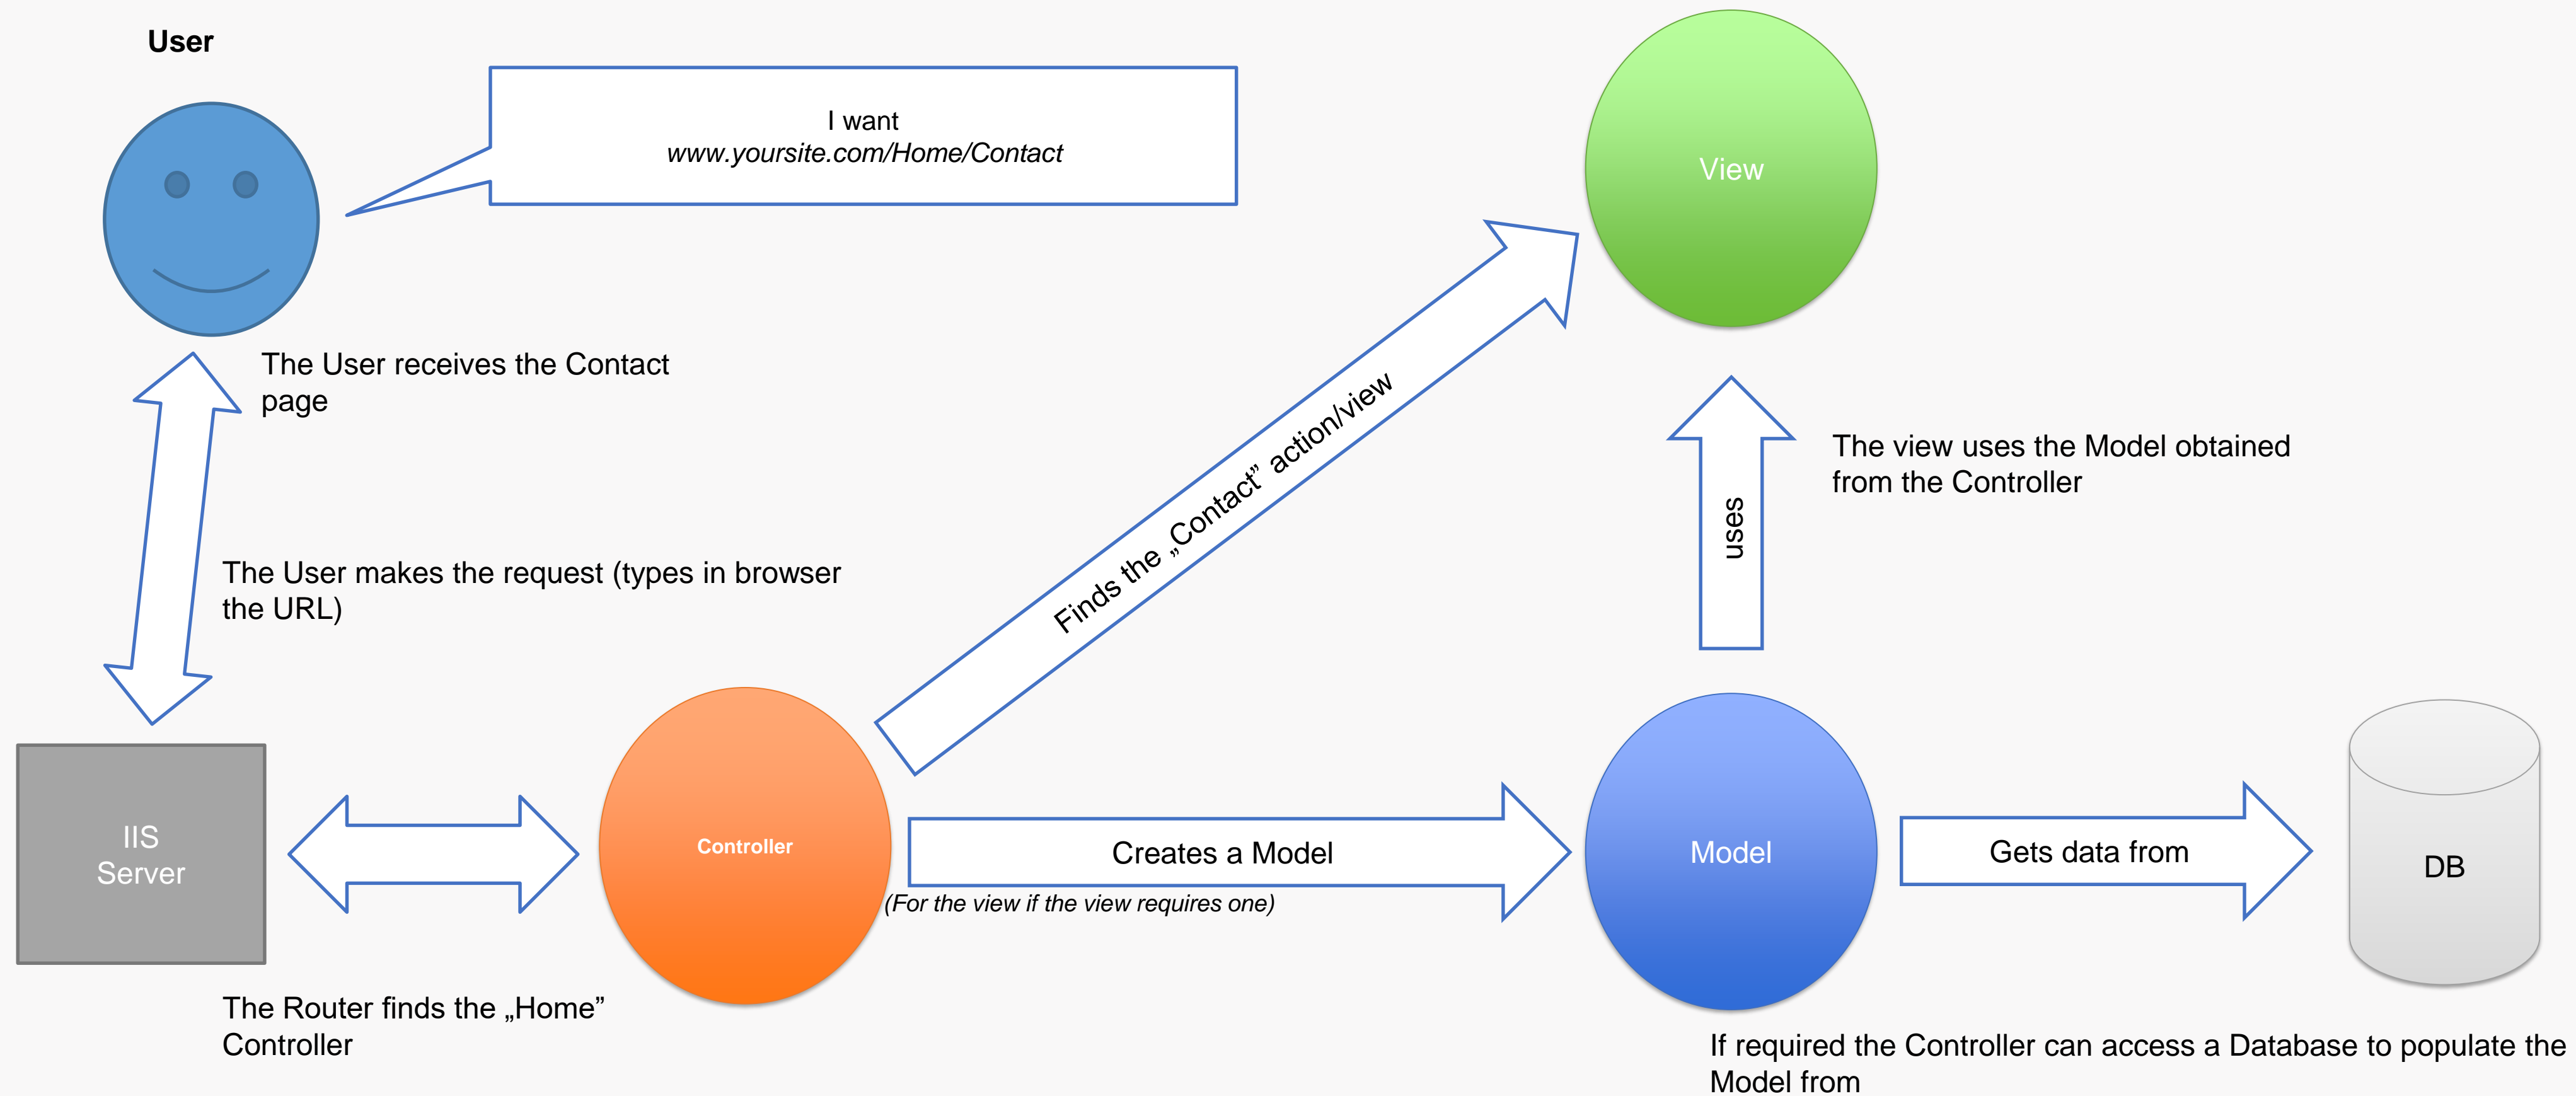 User
I want
www.yoursite.com/Home/Contact
View
The User receives the Contact
page
Finds the „Contact” action/view
The view uses the Model obtained
from the Controller
uses
The User makes the request (types in browser
the URL)
IIS
Server
Controller
Creates a Model
(For the view if the view requires one)
Model
Gets data from
DB
The Router finds the „Home”
Controller
If required the Controller can access a Database to populate the
Model from